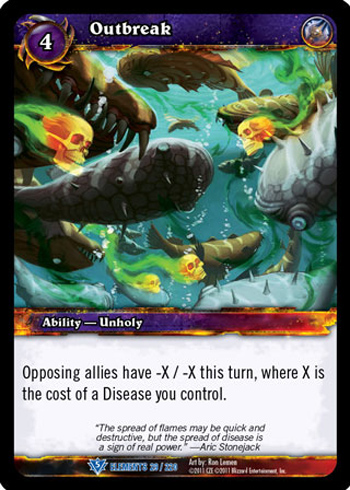 Outbreak
4
Ability — Unholy
Opposing allies have -X / -X this turn, where X is
the cost of a Disease you control.
"The spread of flames may be quick and
destructive, but the spread of disease is
a sign of real power." —Aric Stonejack
ELEMENTS 29 / 220
Art by: Ron Lemen
©2011 CZE ©2011 Blizzard Entertainment, Inc.